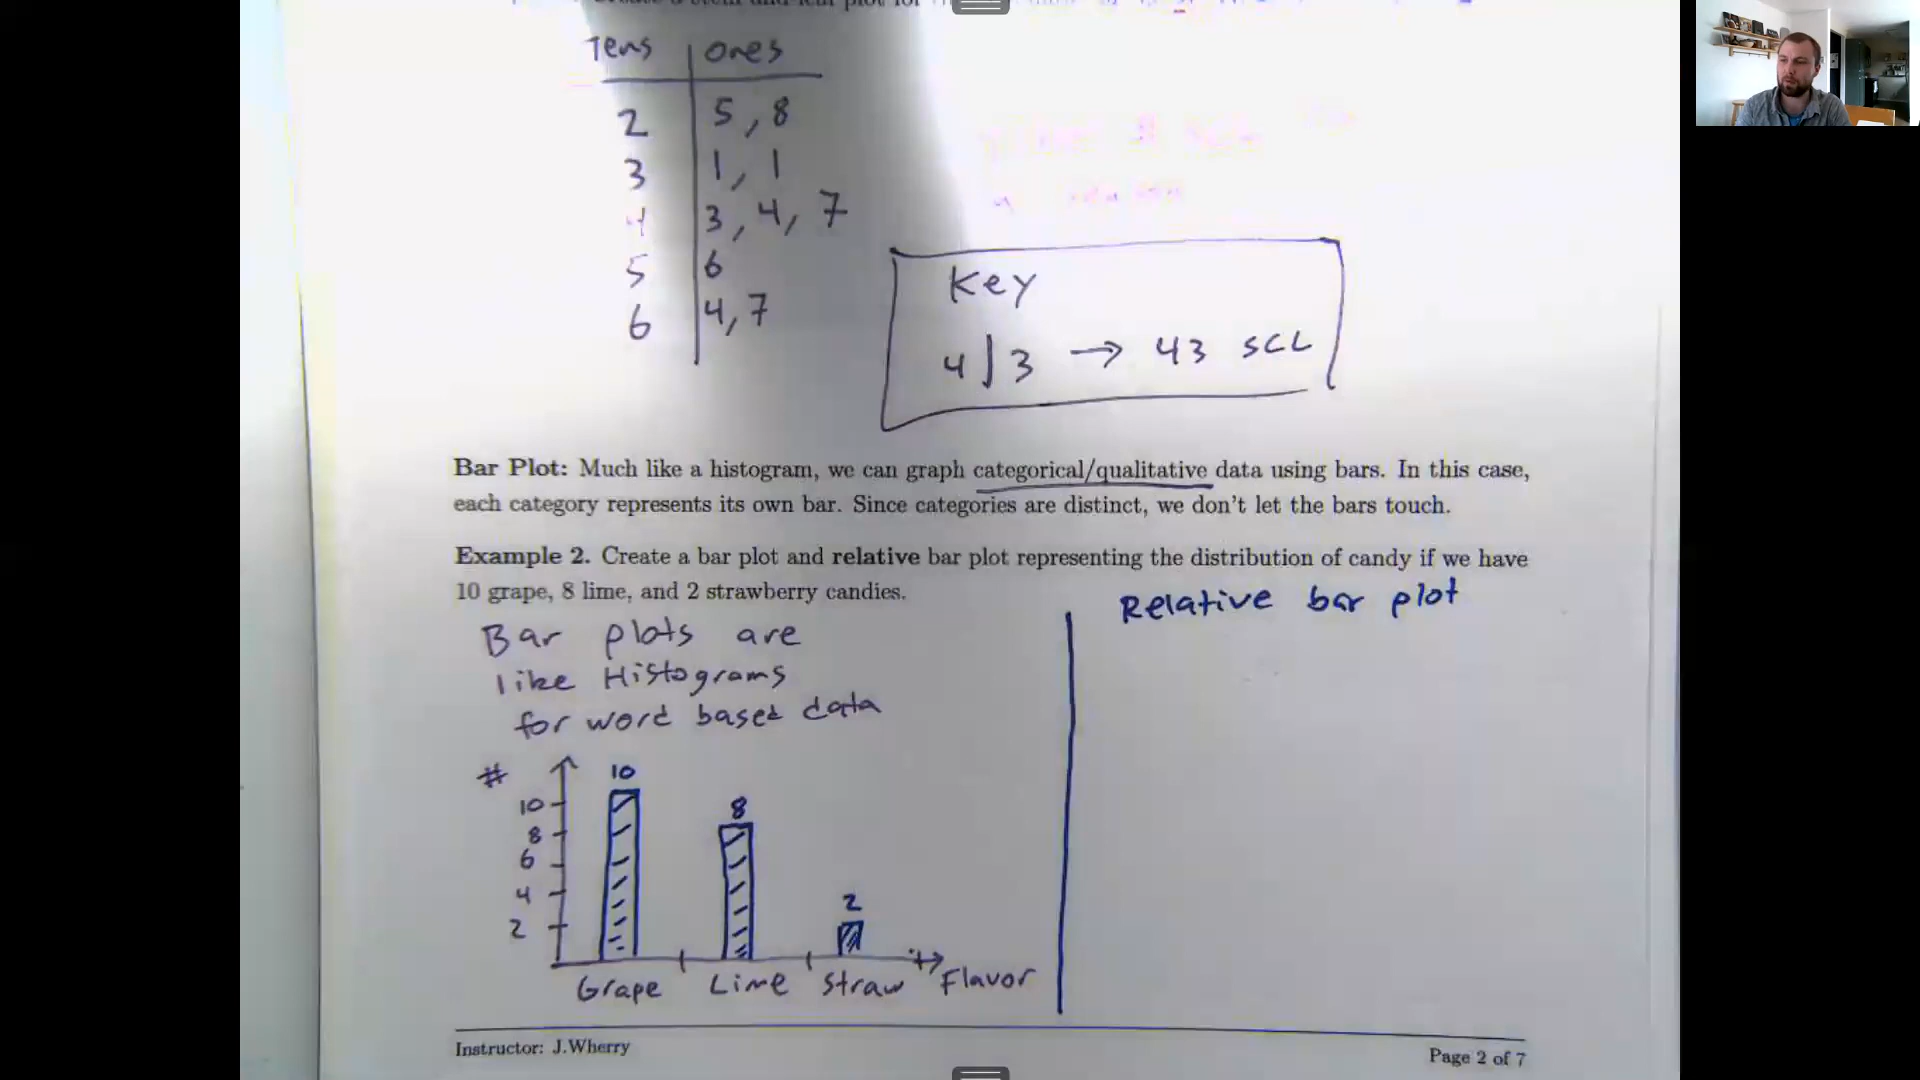 Tens ones
2 5, 8
3 1, 1
4 3, 4, 7
5 6
6 4, 7
Key
4|3 → 43 SCL
Bar Plot: Much like a histogram, we can graph categorical/qualitative data using bars. In this case,
each category represents its own bar. Since categories are distinct, we don't let the bars touch.
Example 2. Create a bar plot and relative bar plot representing the distribution of candy if we have
10 grape, 8 lime, and 2 strawberry candies.
Relative bar plot
Bar plots are
like Histograms
for word based data
#
10
8
2
10
8
6
4
2
Grape Lime Straw Flavor
Instructor: J.Wherry
Page 2 of 7